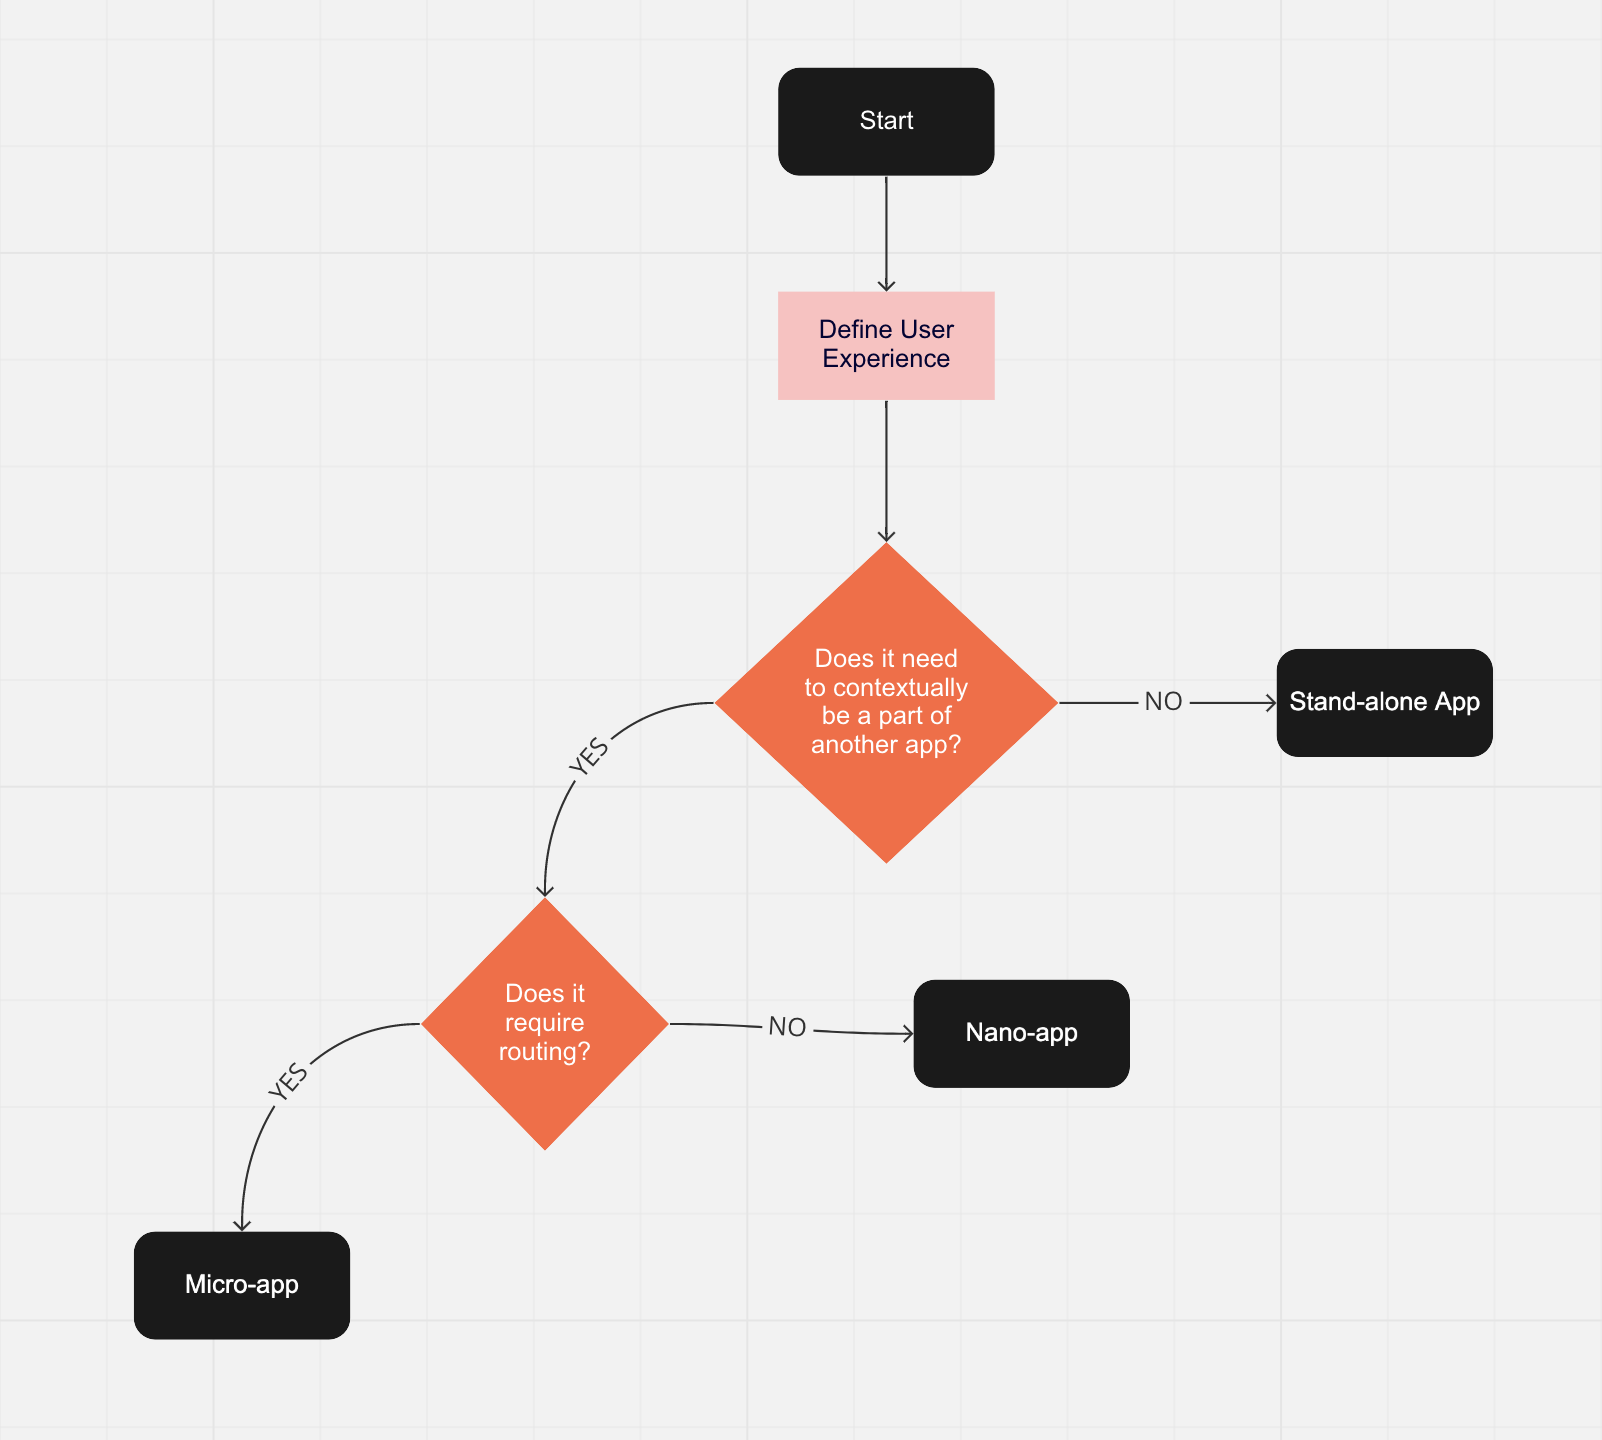 Start
Define User
Experience
Does it need
to contextually
be a part of
another app?
NO
Stand-alone App
YES
Does it
require
routing?
NO
Nano-app
YES
Micro-app